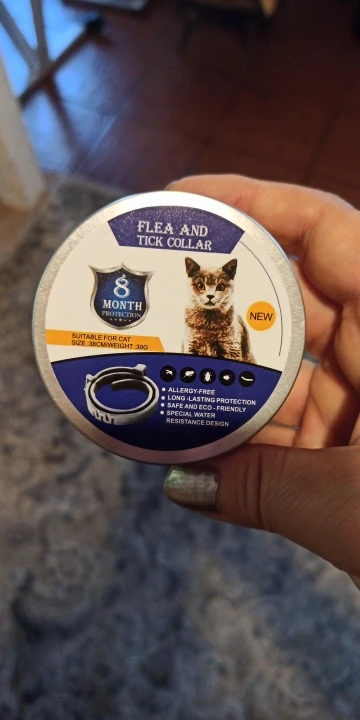 FLEA AND
TICK COLLAR
8
MONTH
PROTECTION
NEW
SUITABLE FOR CAT
SIZE:38CM/WEIGHT:30G
ALLERGY-FREE
LONG -LASTING PROTECTION
SAFE AND ECO - FRIENDLY
SPECIAL WATER
RESISTANCE DESIGN